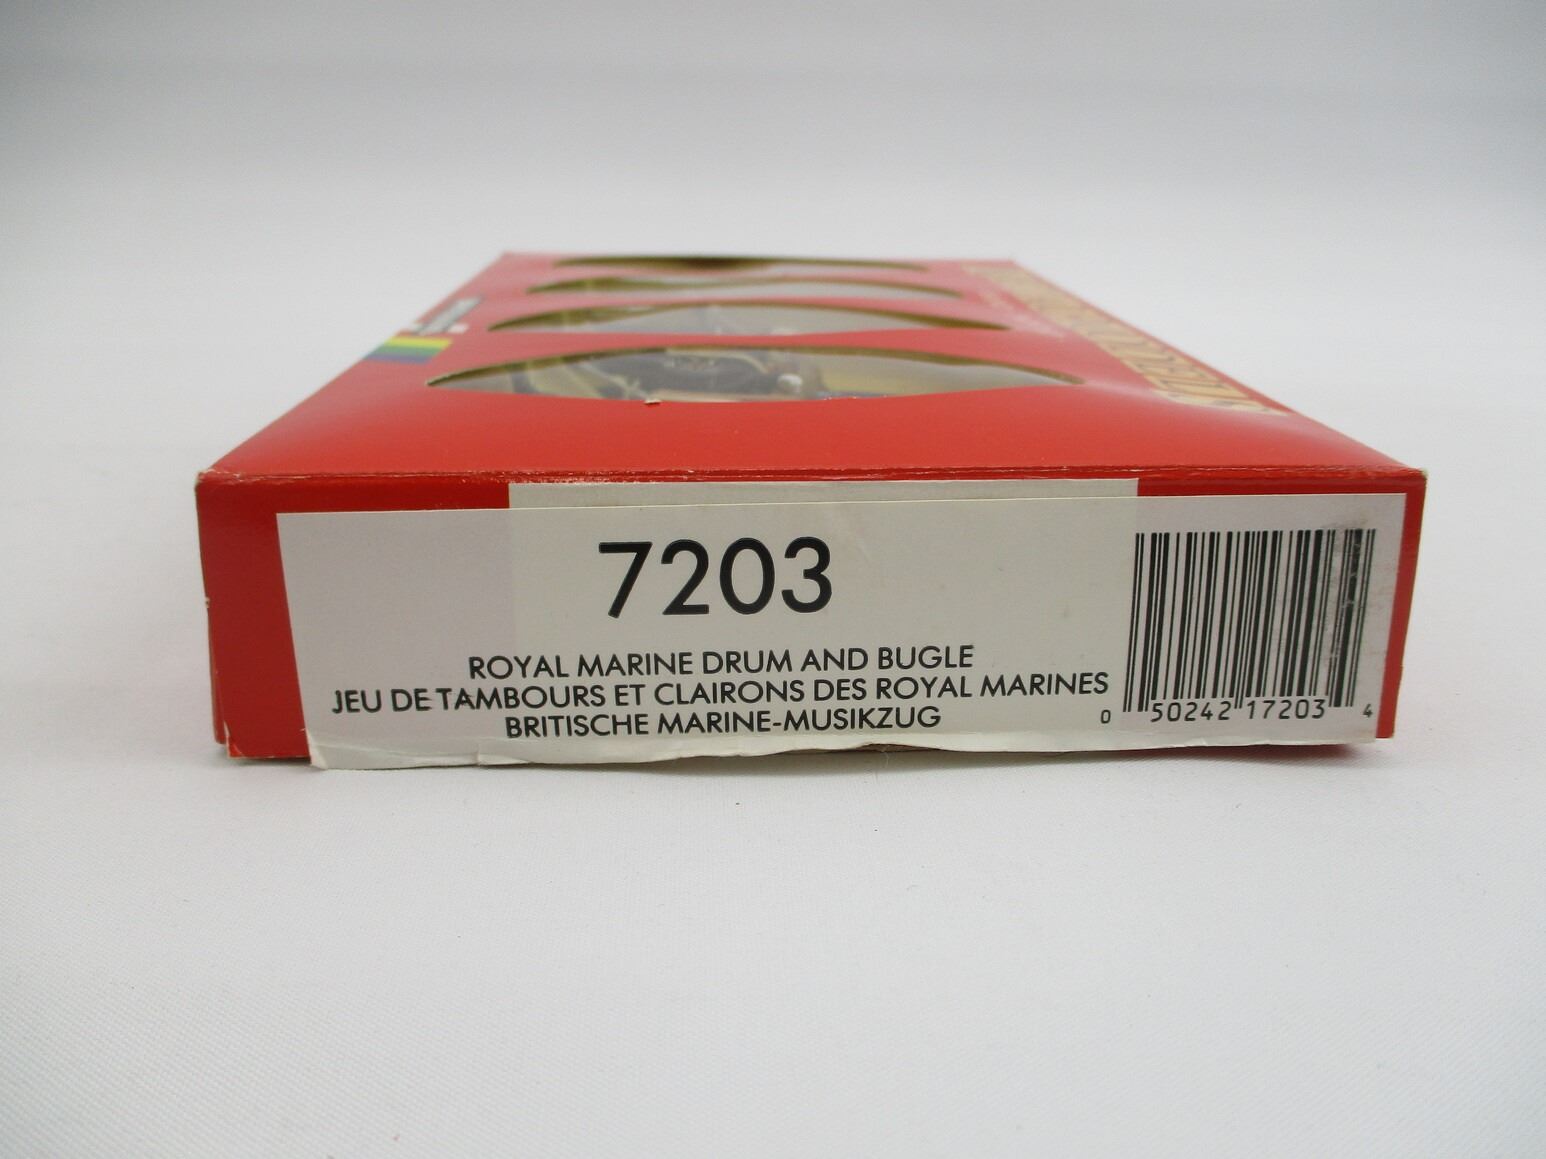 7203
ROYAL MARINE DRUM AND BUGLE
JEU DE TAMBOURS ET CLAIRONS DES ROYAL MARINES
BRITISCHE MARINE-MUSIKZUG
0 50242 17203 4